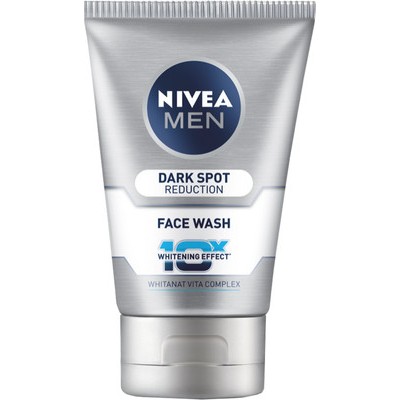 NIVEA
MEN
DARK SPOT
REDUCTION
FACE WASH
10X
WHITENING EFFECT*
WHITANAT VITA COMPLEX